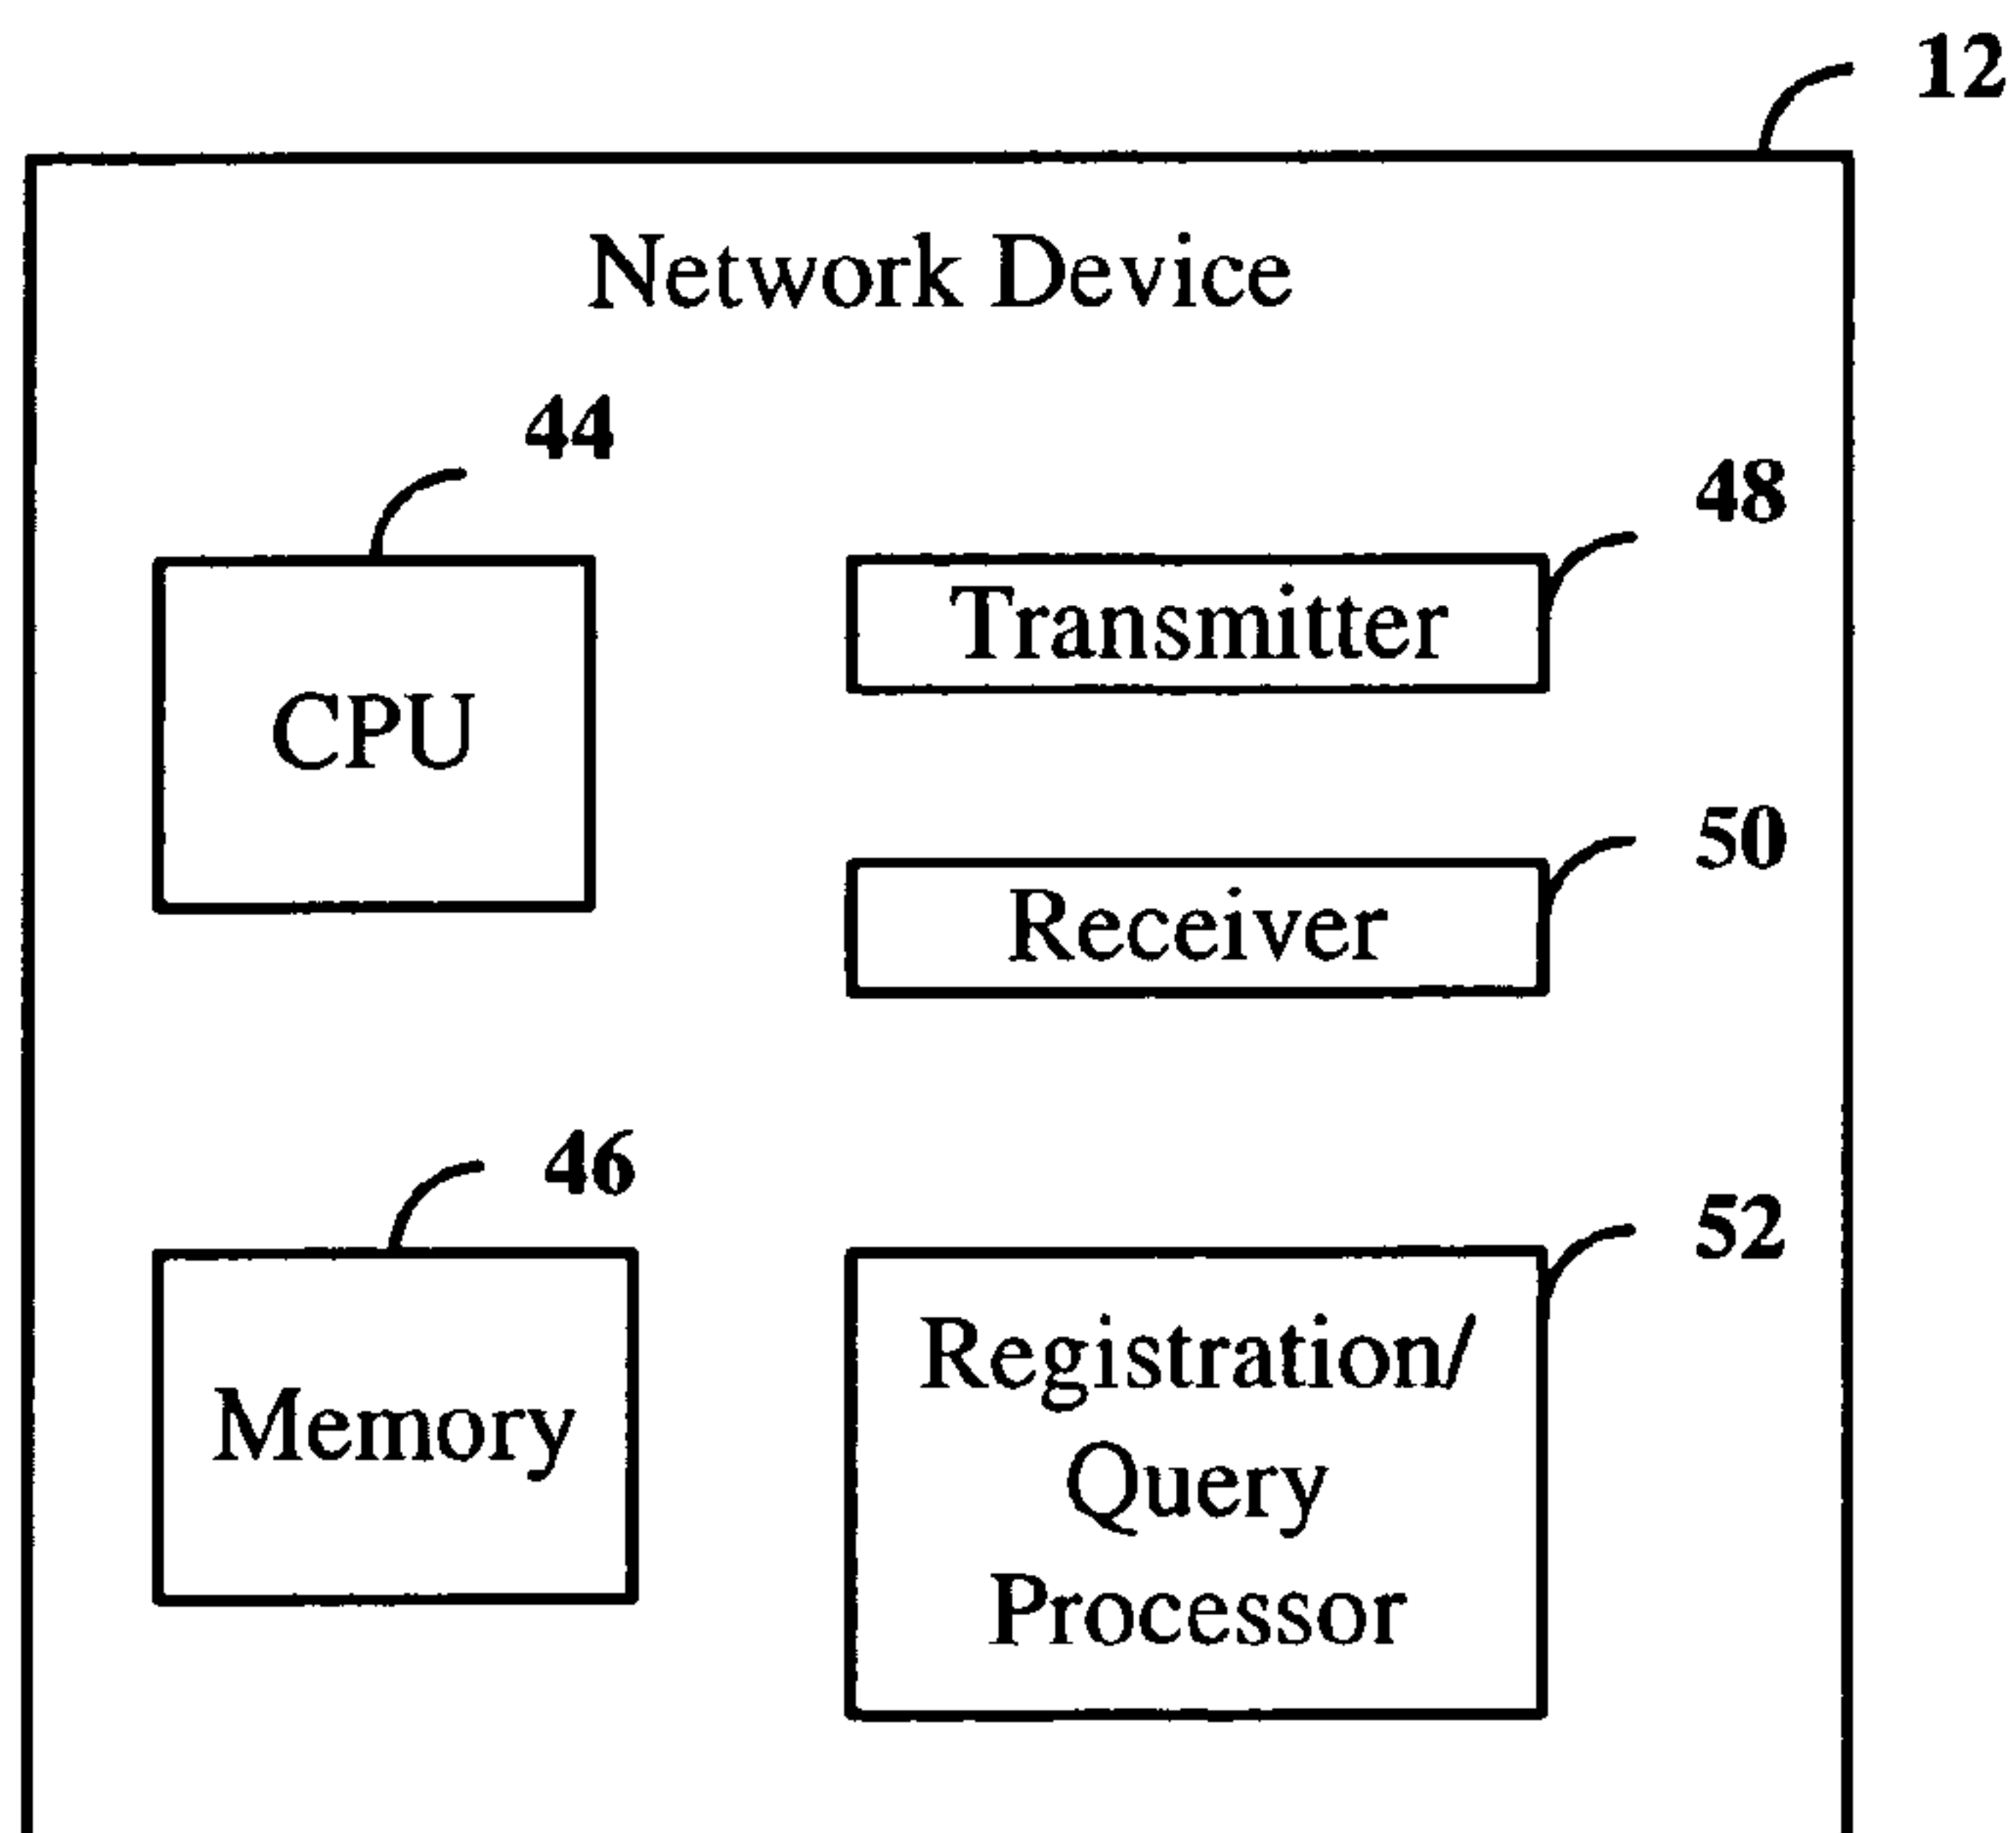 12
Network Device
44
48
Transmitter
CPU
50
Receiver
46
52
Memory
Registration/
Query
Processor